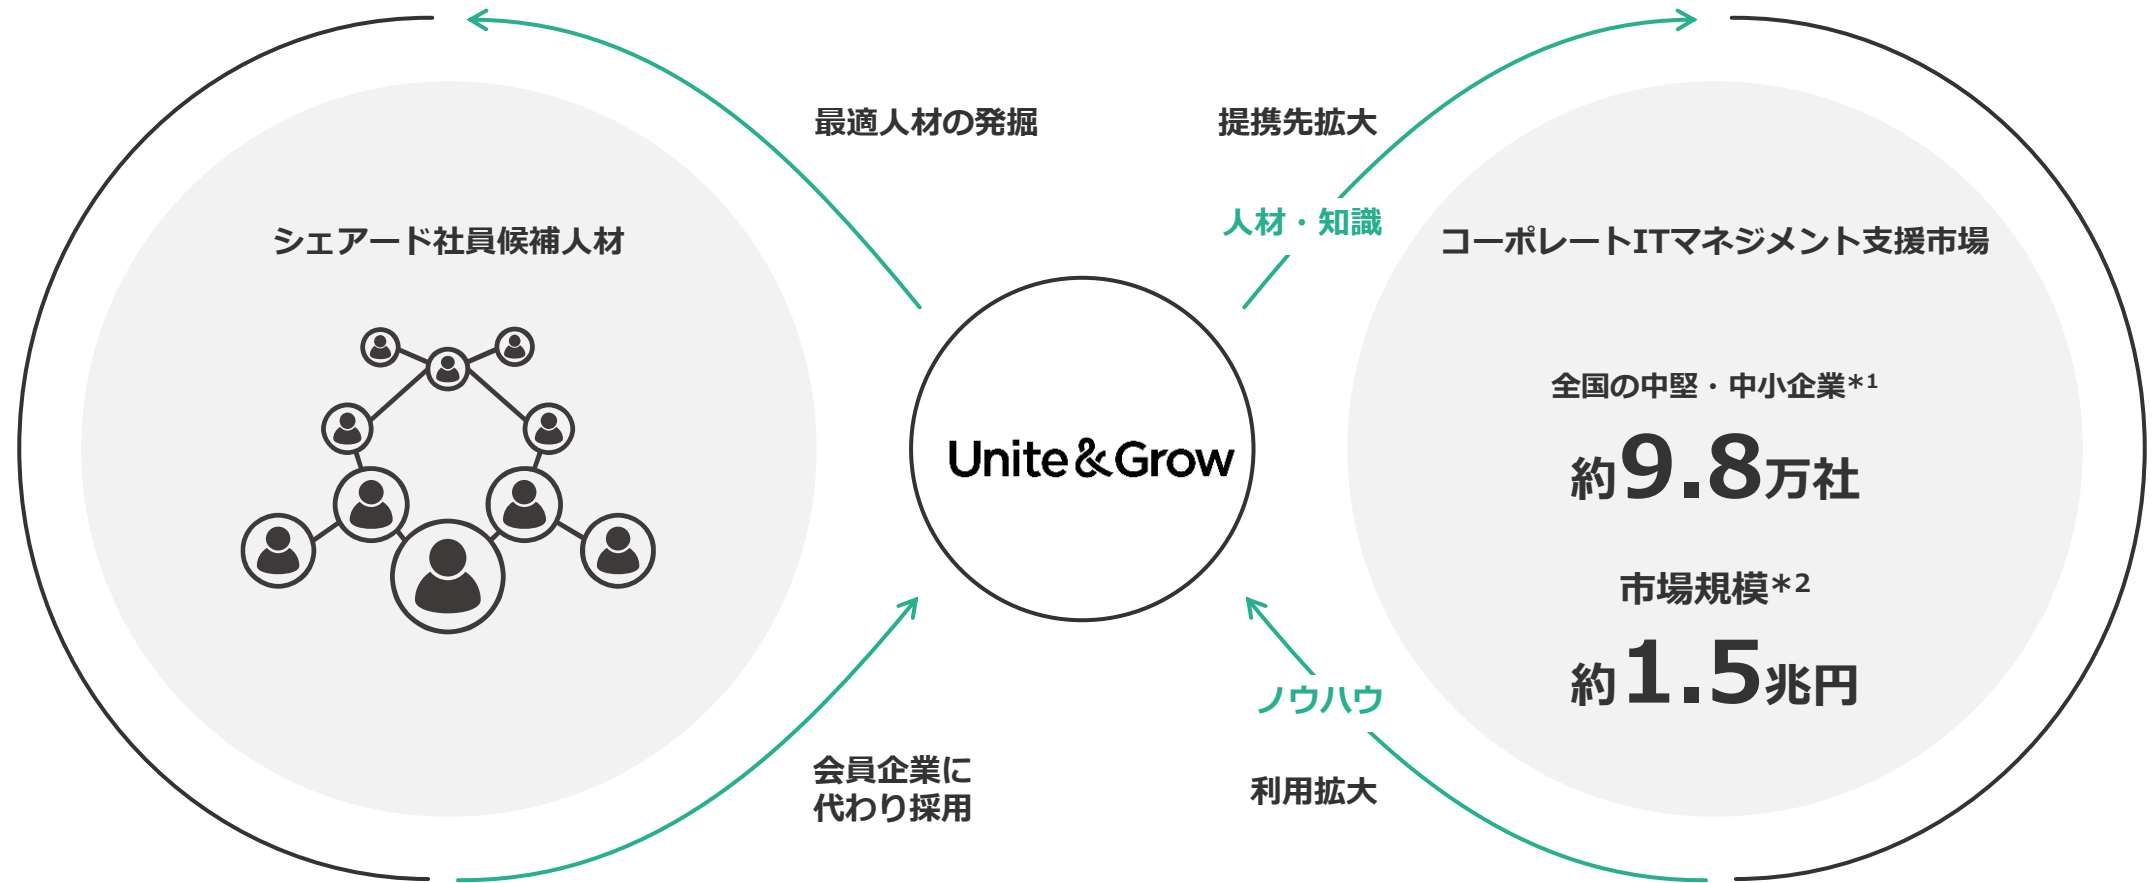 最適人材の発掘
提携先拡大
人材・知識
シェアード社員候補人材
コーポレートITマネジメント支援市場
全国の中堅・中小企業*1
約9.8万社
Unite&Grow
市場規模*2
約1.5兆円
ノウハウ
会員企業に
代わり採用
利用拡大